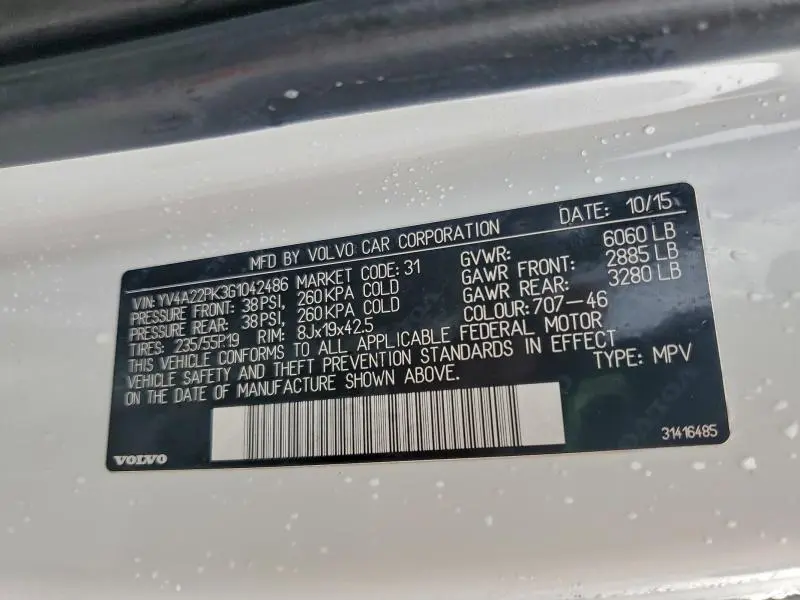 MFD BY VOLVO CAR CORPORATION DATE: 10/15
VIN: YV4A22PK3G1042486 MARKET CODE: 31 GVWR: 6060 LB
PRESSURE FRONT: 38PSI, 260KPA COLD GAWR FRONT: 2885 LB
PRESSURE REAR: 38PSI, 260KPA COLD GAWR REAR: 3280 LB
TIRES: 235/55R19 RIM: 8Jx19x42.5 COLOUR: 707-46
THIS VEHICLE CONFORMS TO ALL APPLICABLE FEDERAL MOTOR
VEHICLE SAFETY AND THEFT PREVENTION STANDARDS IN EFFECT
ON THE DATE OF MANUFACTURE SHOWN ABOVE. TYPE: MPV
VOLVO 31416485